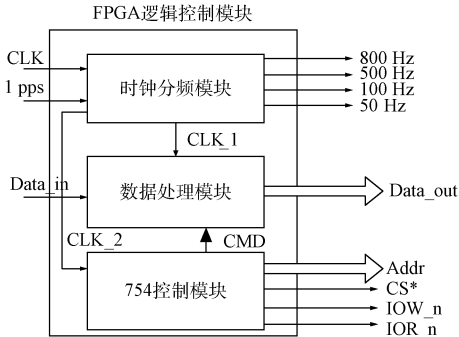 FPGA逻辑控制模块
CLK
1 pps
时钟分频模块
800 Hz
500 Hz
100 Hz
50 Hz
CLK_1
Data_in
数据处理模块
Data_out
CLK_2
CMD
754控制模块
Addr
CS*
IOW_n
IOR_n